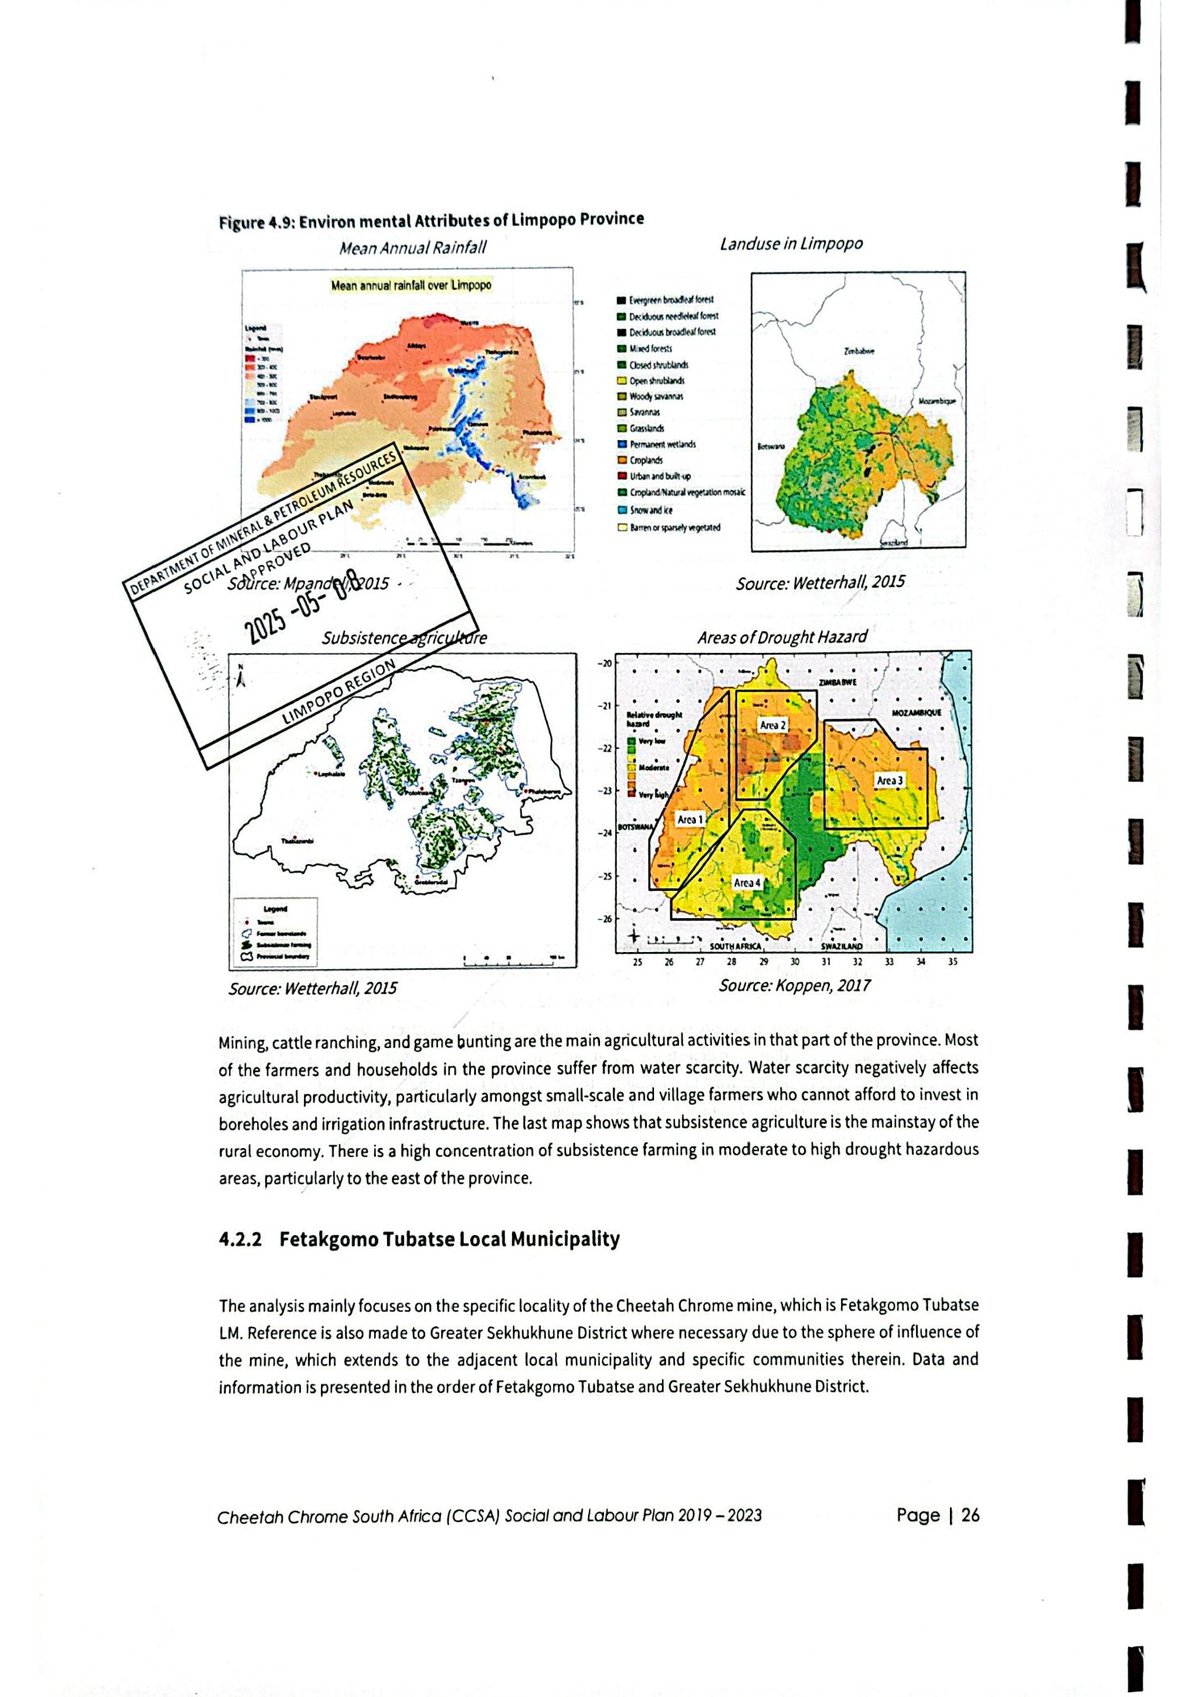 Figure 4.9: Environ mental Attributes of Limpopo Province
Mean Annual Rainfall
Landuse in Limpopo
Mean annual rainfall over Limpopo
Legend
Evergreen broadleaf forest
Deciduous needleleaf forest
Deciduous broadleaf forest
Mixed forests
Closed shrublands
Open shrublands
Woody savannas
Savannas
Grasslands
Permanent wetlands
Croplands
Urban and built-up
Cropland/Natural vegetation mosaic
Snow and ice
Barren or sparsely vegetated
Zimbabwe
Mozambique
Botswana
Swaziland
DEPARTMENT OF MINERAL & PETROLEUM RESOURCES
SOCIAL AND LABOUR PLAN
APPROVED
2025 -05- 08
LIMPOPO REGION
Source: Mpandeli, 2015
Source: Wetterhall, 2015
Subsistence agriculture
Areas of Drought Hazard
N
Lephalale
Polokwane
Tzaneen
Phalaborwa
Thabazimbi
Groblersdal
Legend
Towns
Former homelands
Subsistence farming
Provincial boundary
-20
-21
-22
-23
-24
-25
-26
Relative drought
hazard
Very low
Moderate
Very high
ZIMBABWE
MOZAMBIQUE
BOTSWANA
SOUTH AFRICA
SWAZILAND
Area 2
Area 3
Area 1
Area 4
25 26 27 28 29 30 31 32 33 34 35
Source: Wetterhall, 2015
Source: Koppen, 2017
Mining, cattle ranching, and game bunting are the main agricultural activities in that part of the province. Most
of the farmers and households in the province suffer from water scarcity. Water scarcity negatively affects
agricultural productivity, particularly amongst small-scale and village farmers who cannot afford to invest in
boreholes and irrigation infrastructure. The last map shows that subsistence agriculture is the mainstay of the
rural economy. There is a high concentration of subsistence farming in moderate to high drought hazardous
areas, particularly to the east of the province.
4.2.2 Fetakgomo Tubatse Local Municipality
The analysis mainly focuses on the specific locality of the Cheetah Chrome mine, which is Fetakgomo Tubatse
LM. Reference is also made to Greater Sekhukhune District where necessary due to the sphere of influence of
the mine, which extends to the adjacent local municipality and specific communities therein. Data and
information is presented in the order of Fetakgomo Tubatse and Greater Sekhukhune District.
Cheetah Chrome South Africa (CCSA) Social and Labour Plan 2019 – 2023
Page | 26